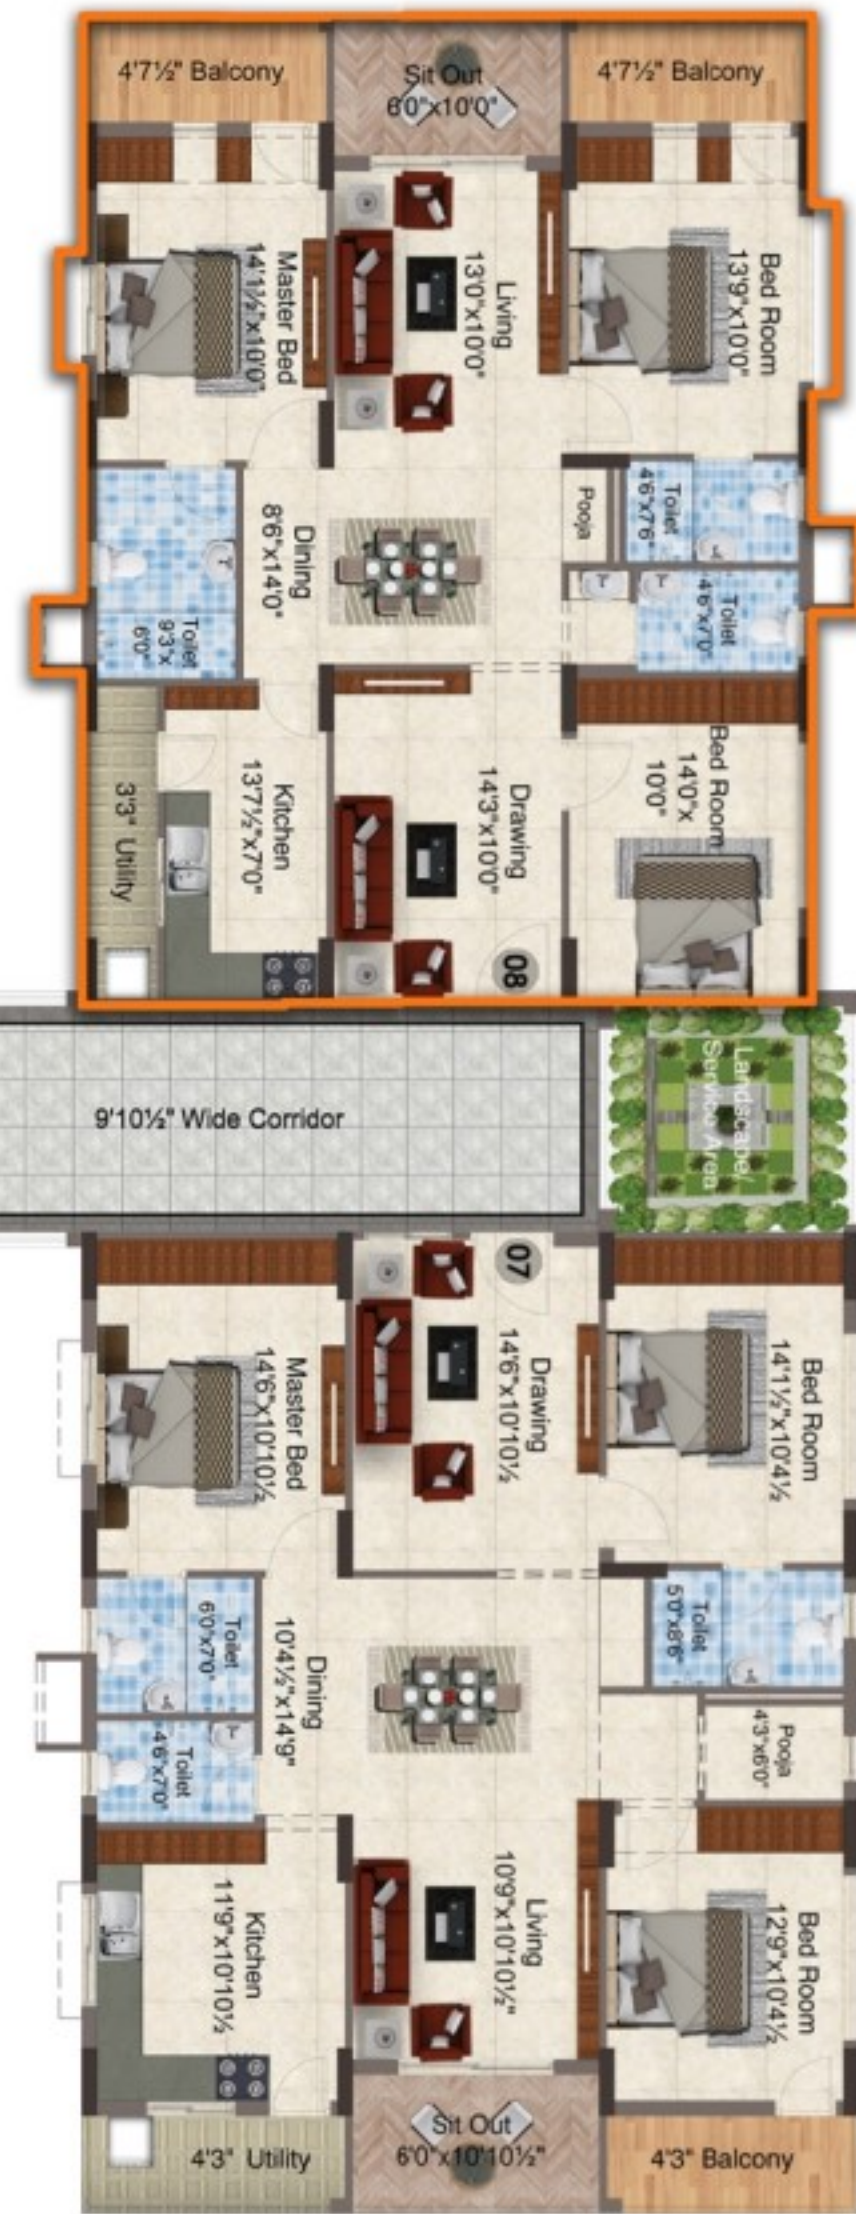 4'7½" Balcony
Sit Out
6'0"x10'0"
4'7½" Balcony
Master Bed
14'1½"x10'0"
Living
13'0"x10'0"
Bed Room
13'9"x10'0"
Dining
8'6"x14'0"
Pooja
Toilet
4'6"x7'6"
Toilet
4'6"x7'0"
Toilet
9'3"x
6'0"
3'3" Utility
Kitchen
13'7½"x7'0"
Drawing
14'3"x10'0"
Bed Room
14'0"x
10'0"
08
9'10½" Wide Corridor
Landscape/
Service Area
07
Master Bed
14'6"x10'10½
Drawing
14'6"x10'10½
Bed Room
14'1½"x10'4½
Toilet
6'0"x7'0"
Dining
10'4½"x14'9"
Toilet
5'0"x8'6"
Toilet
4'6"x7'0"
Pooja
4'3"x6'0"
Kitchen
11'9"x10'10½
Living
10'9"x10'10½"
Bed Room
12'9"x10'4½
4'3" Utility
Sit Out
6'0"x10'10½"
4'3" Balcony